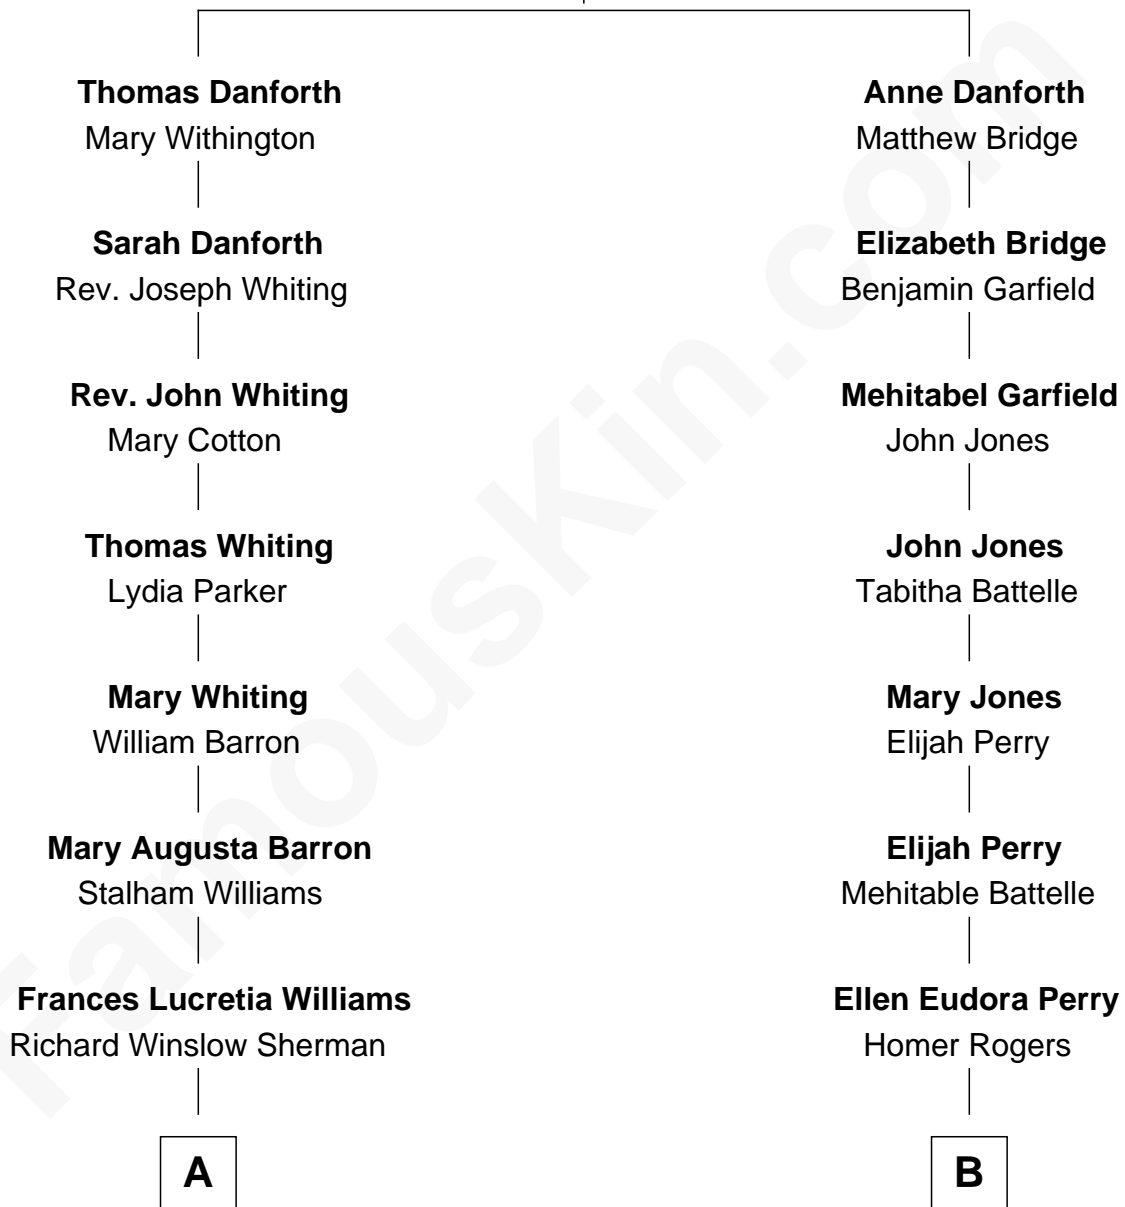 Thomas Danforth
Mary Withington
Sarah Danforth
Rev. Joseph Whiting
Rev. John Whiting
Mary Cotton
Thomas Whiting
Lydia Parker
Mary Whiting
William Barron
Mary Augusta Barron
Stalham Williams
Frances Lucretia Williams
Richard Winslow Sherman
A
Anne Danforth
Matthew Bridge
Elizabeth Bridge
Benjamin Garfield
Mehitabel Garfield
John Jones
John Jones
Tabitha Battelle
Mary Jones
Elijah Perry
Elijah Perry
Mehitable Battelle
Ellen Eudora Perry
Homer Rogers
B
FamousKin.com